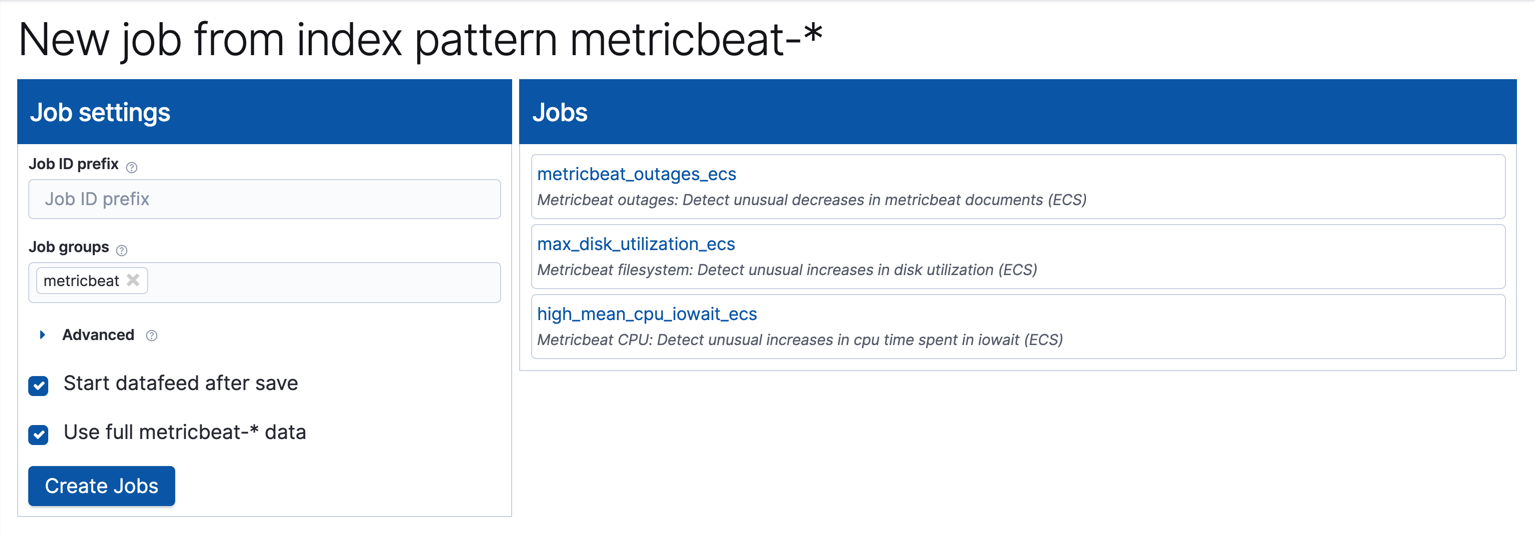 New job from index pattern metricbeat-*
Job settings
Job ID prefix
Job ID prefix
Job groups
metricbeat
Advanced
Start datafeed after save
Use full metricbeat-* data
Create Jobs
Jobs
metricbeat_outages_ecs
Metricbeat outages: Detect unusual decreases in metricbeat documents (ECS)
max_disk_utilization_ecs
Metricbeat filesystem: Detect unusual increases in disk utilization (ECS)
high_mean_cpu_iowait_ecs
Metricbeat CPU: Detect unusual increases in cpu time spent in iowait (ECS)